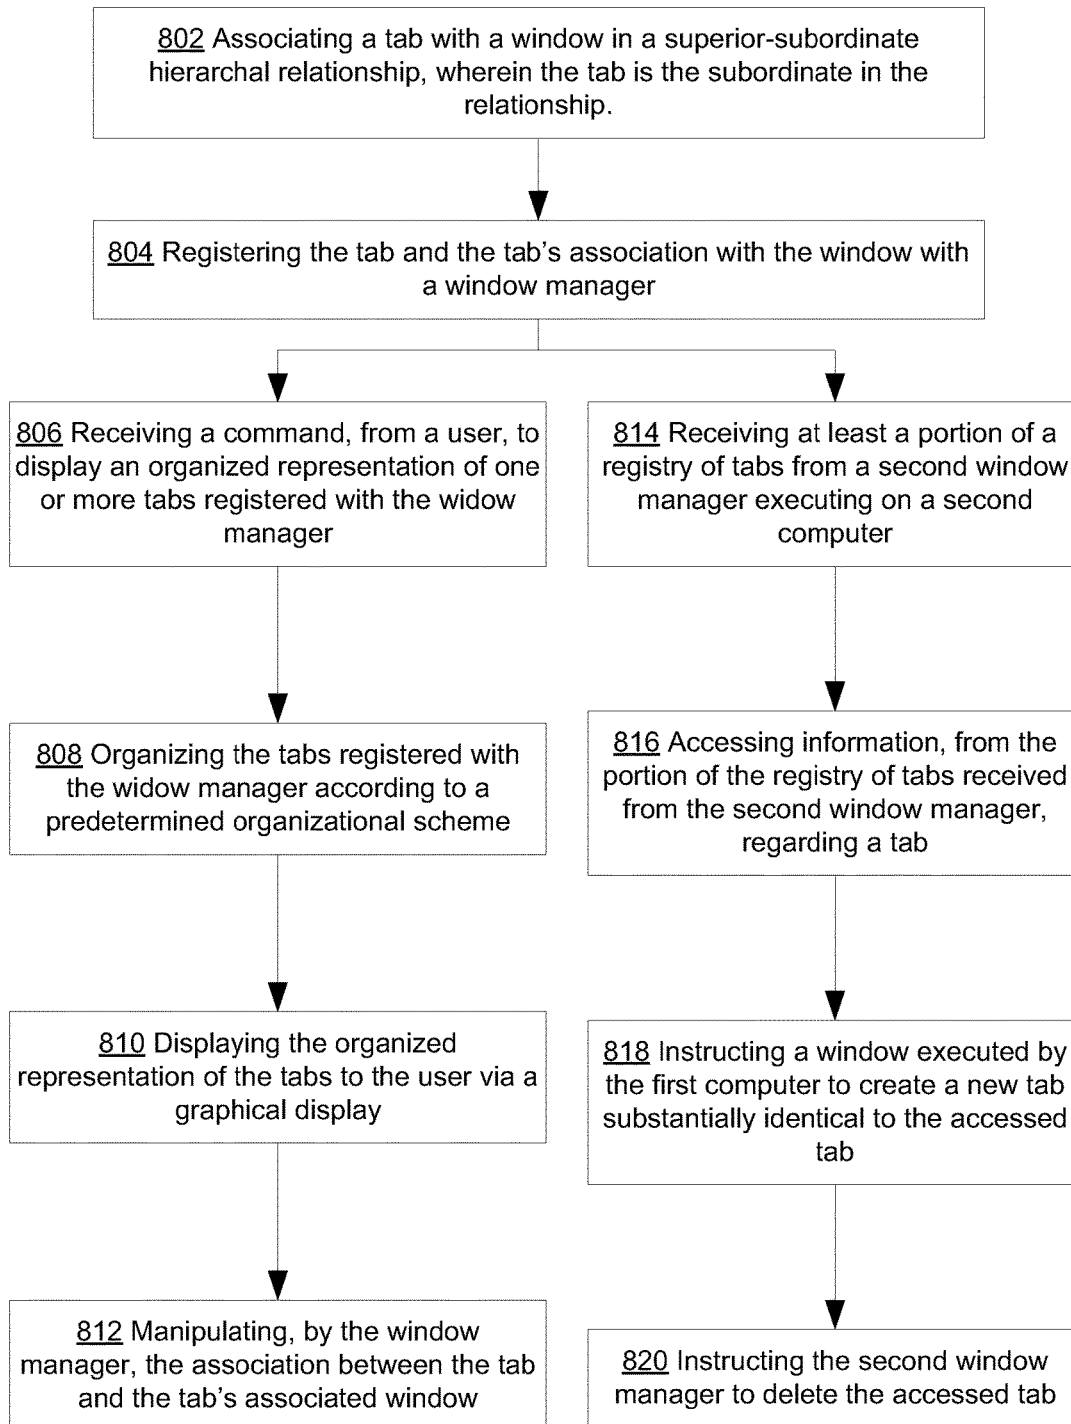 802 Associating a tab with a window in a superior-subordinate
hierarchal relationship, wherein the tab is the subordinate in the
relationship.
804 Registering the tab and the tab's association with the window with
a window manager
806 Receiving a command, from a user, to
display an organized representation of one
or more tabs registered with the widow
manager
808 Organizing the tabs registered with
the widow manager according to a
predetermined organizational scheme
810 Displaying the organized
representation of the tabs to the user via a
graphical display
812 Manipulating, by the window
manager, the association between the tab
and the tab's associated window
814 Receiving at least a portion of a
registry of tabs from a second window
manager executing on a second
computer
816 Accessing information, from the
portion of the registry of tabs received
from the second window manager,
regarding a tab
818 Instructing a window executed by
the first computer to create a new tab
substantially identical to the accessed
tab
820 Instructing the second window
manager to delete the accessed tab